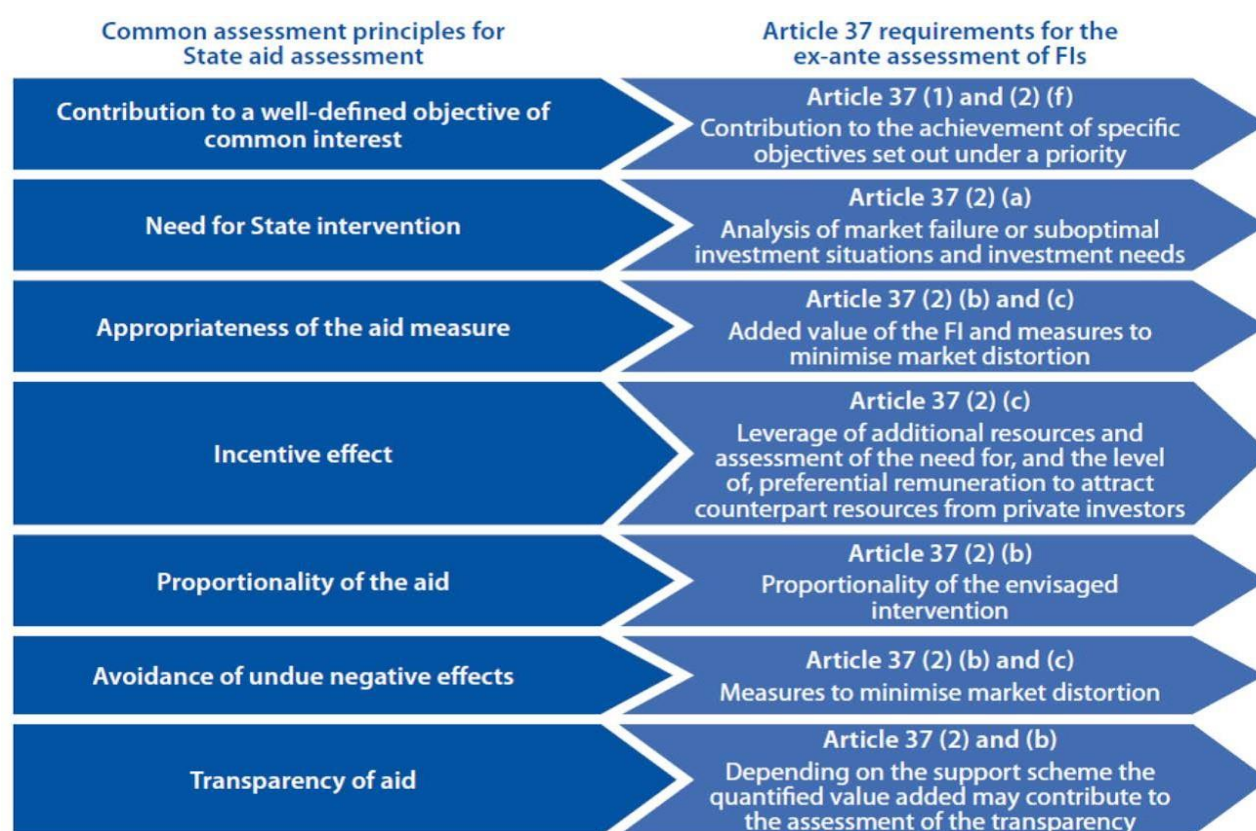 Common assessment principles for
State aid assessment
Article 37 requirements for the
ex-ante assessment of FIs
Contribution to a well-defined objective of
common interest
Article 37 (1) and (2) (f)
Contribution to the achievement of specific
objectives set out under a priority
Need for State intervention
Article 37 (2) (a)
Analysis of market failure or suboptimal
investment situations and investment needs
Appropriateness of the aid measure
Article 37 (2) (b) and (c)
Added value of the FI and measures to
minimise market distortion
Incentive effect
Article 37 (2) (c)
Leverage of additional resources and
assessment of the need for, and the level
of, preferential remuneration to attract
counterpart resources from private investors
Proportionality of the aid
Article 37 (2) (b)
Proportionality of the envisaged
intervention
Avoidance of undue negative effects
Article 37 (2) (b) and (c)
Measures to minimise market distortion
Transparency of aid
Article 37 (2) and (b)
Depending on the support scheme the
quantified value added may contribute to
the assessment of the transparency